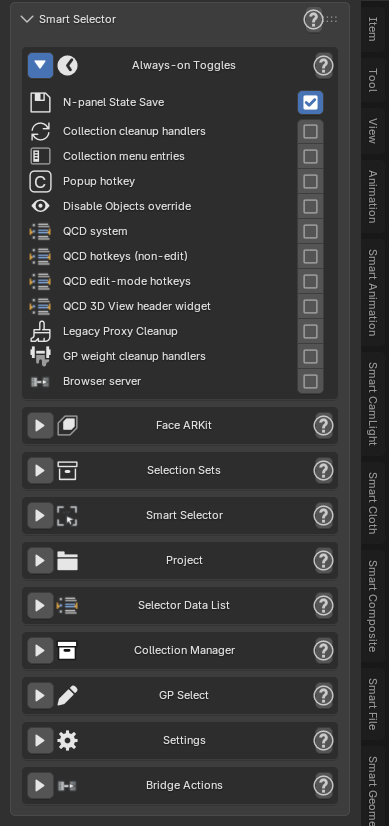 Smart Selector
Always-on Toggles
N-panel State Save
Collection cleanup handlers
Collection menu entries
C Popup hotkey
Disable Objects override
QCD system
QCD hotkeys (non-edit)
QCD edit-mode hotkeys
QCD 3D View header widget
Legacy Proxy Cleanup
GP weight cleanup handlers
Browser server
Face ARKit
Selection Sets
Smart Selector
Project
Selector Data List
Collection Manager
GP Select
Settings
Bridge Actions
Item
Tool
View
Animation
Smart Animation
Smart CamLight
Smart Cloth
Smart Composite
Smart File
Smart Geome